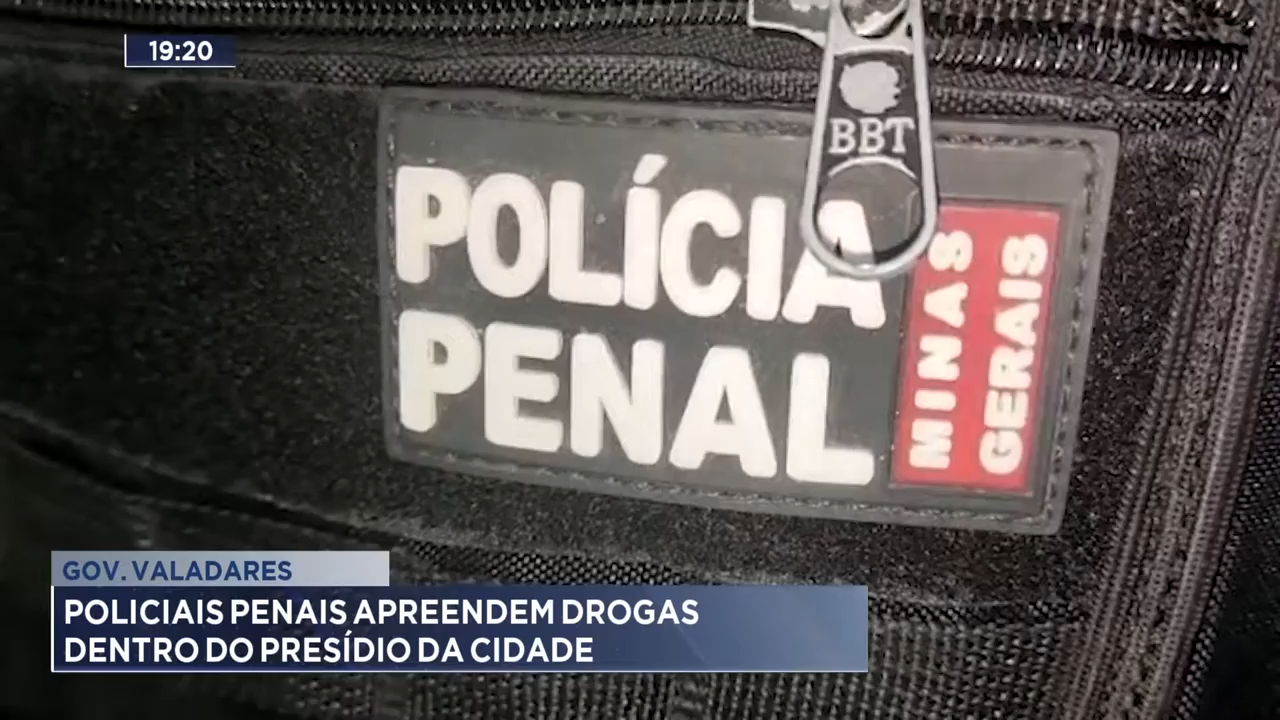 19:20
BBT
POLÍCIA
PENAL
MINAS
GERAIS
GOV. VALADARES
POLICIAIS PENAIS APREENDEM DROGAS
DENTRO DO PRESÍDIO DA CIDADE